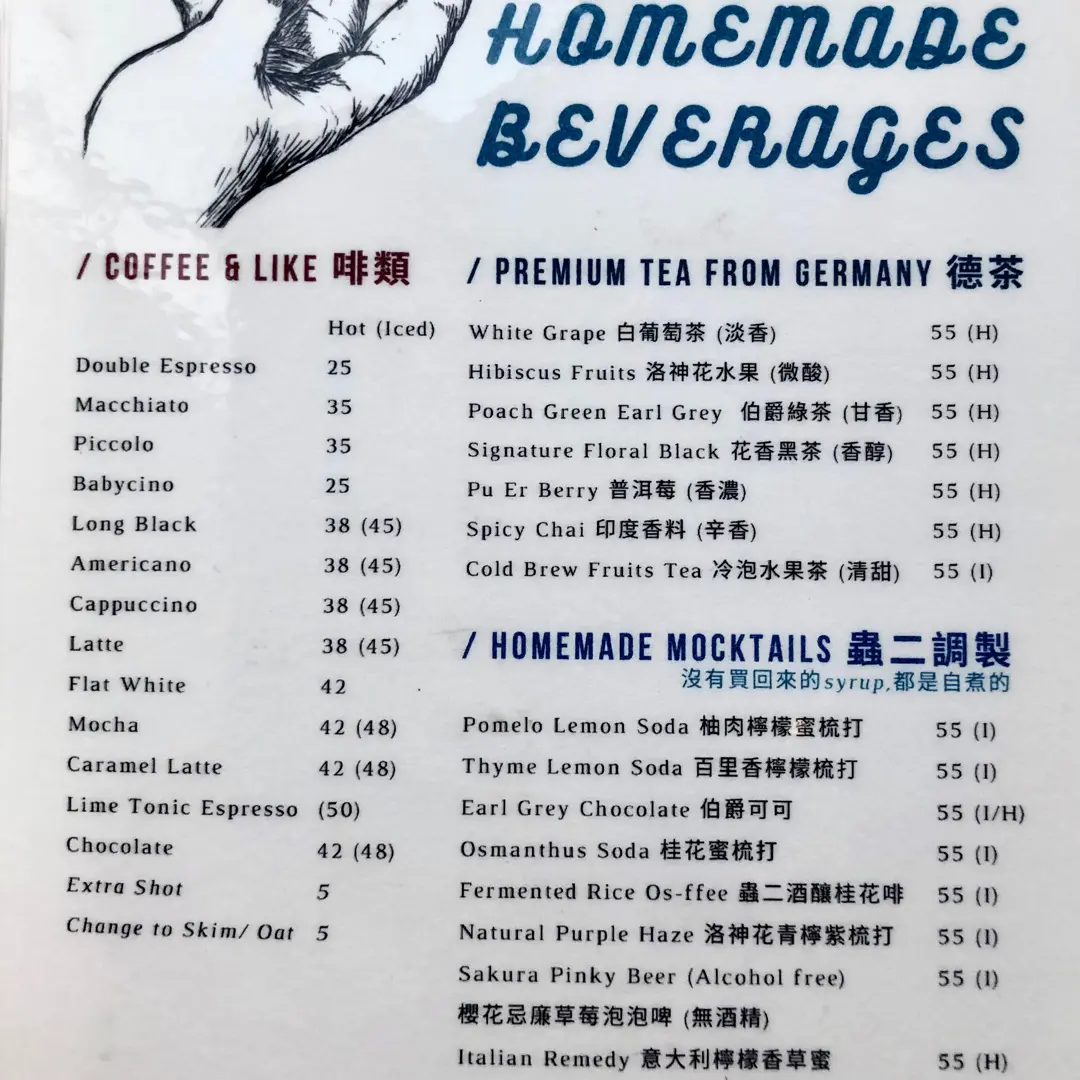 HOMEMADE
BEVERAGES
/ COFFEE & LIKE 啡類
Hot (Iced)
Double Espresso 25
Macchiato 35
Piccolo 35
Babycino 25
Long Black 38 (45)
Americano 38 (45)
Cappuccino 38 (45)
Latte 38 (45)
Flat White 42
Mocha 42 (48)
Caramel Latte 42 (48)
Lime Tonic Espresso (50)
Chocolate 42 (48)
Extra Shot 5
Change to Skim/ Oat 5
/ PREMIUM TEA FROM GERMANY 德茶
White Grape 白葡萄茶 (淡香) 55 (H)
Hibiscus Fruits 洛神花水果 (微酸) 55 (H)
Poach Green Earl Grey 伯爵綠茶 (甘香) 55 (H)
Signature Floral Black 花香黑茶 (香醇) 55 (H)
Pu Er Berry 普洱莓 (香濃) 55 (H)
Spicy Chai 印度香料 (辛香) 55 (H)
Cold Brew Fruits Tea 冷泡水果茶 (清甜) 55 (I)
/ HOMEMADE MOCKTAILS 蟲二調製
沒有買回來的syrup,都是自煮的
Pomelo Lemon Soda 柚肉檸檬蜜梳打 55 (I)
Thyme Lemon Soda 百里香檸檬梳打 55 (I)
Earl Grey Chocolate 伯爵可可 55 (I/H)
Osmanthus Soda 桂花蜜梳打 55 (I)
Fermented Rice Os-ffee 蟲二酒釀桂花啡 55 (I)
Natural Purple Haze 洛神花青檸紫梳打 55 (I)
Sakura Pinky Beer (Alcohol free) 55 (I)
櫻花忌廉草莓泡泡啤 (無酒精)
Italian Remedy 意大利檸檬香草蜜 55 (H)